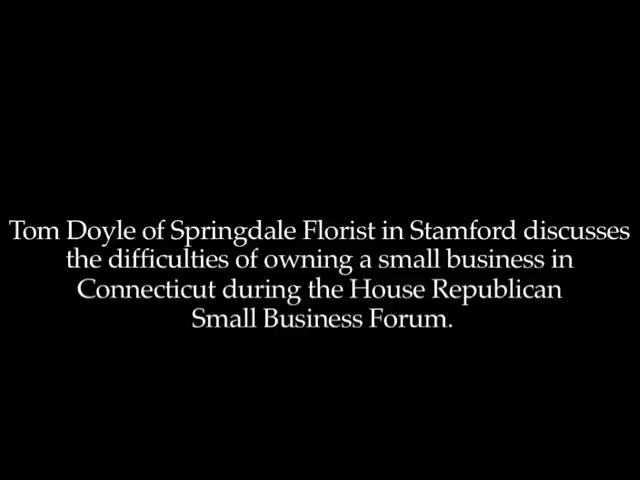 Tom Doyle of Springdale Florist in Stamford discusses
the difficulties of owning a small business in
Connecticut during the House Republican
Small Business Forum.